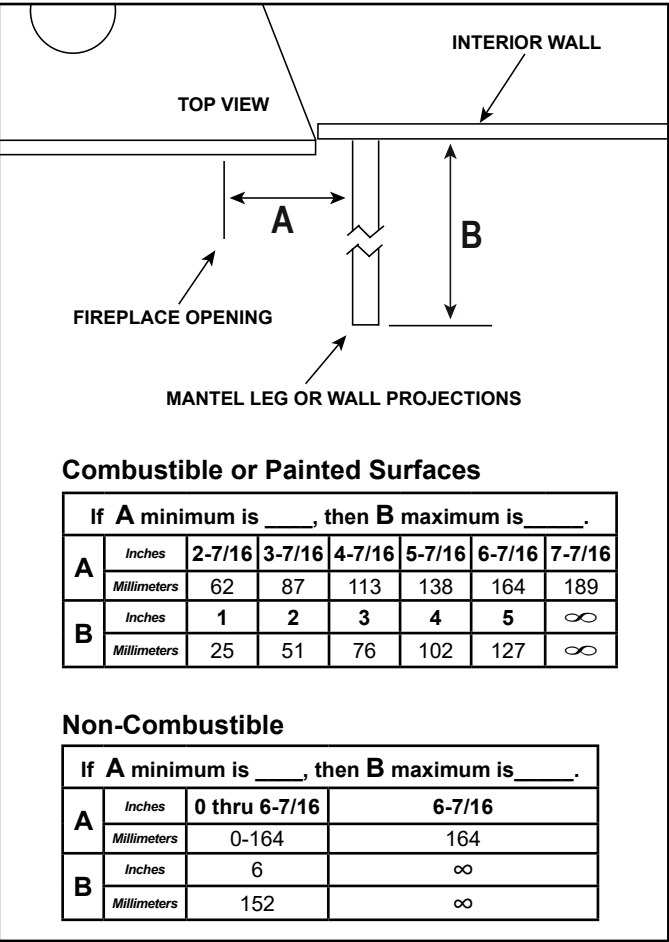 INTERIOR WALL
TOP VIEW
A
B
FIREPLACE OPENING
MANTEL LEG OR WALL PROJECTIONS
Combustible or Painted Surfaces
If A minimum is ____, then B maximum is_____.
A Inches 2-7/16 3-7/16 4-7/16 5-7/16 6-7/16 7-7/16
Millimeters 62 87 113 138 164 189
B Inches 1 2 3 4 5 ∞
Millimeters 25 51 76 102 127 ∞
Non-Combustible
If A minimum is ____, then B maximum is_____.
A Inches 0 thru 6-7/16 6-7/16
Millimeters 0-164 164
B Inches 6 ∞
Millimeters 152 ∞